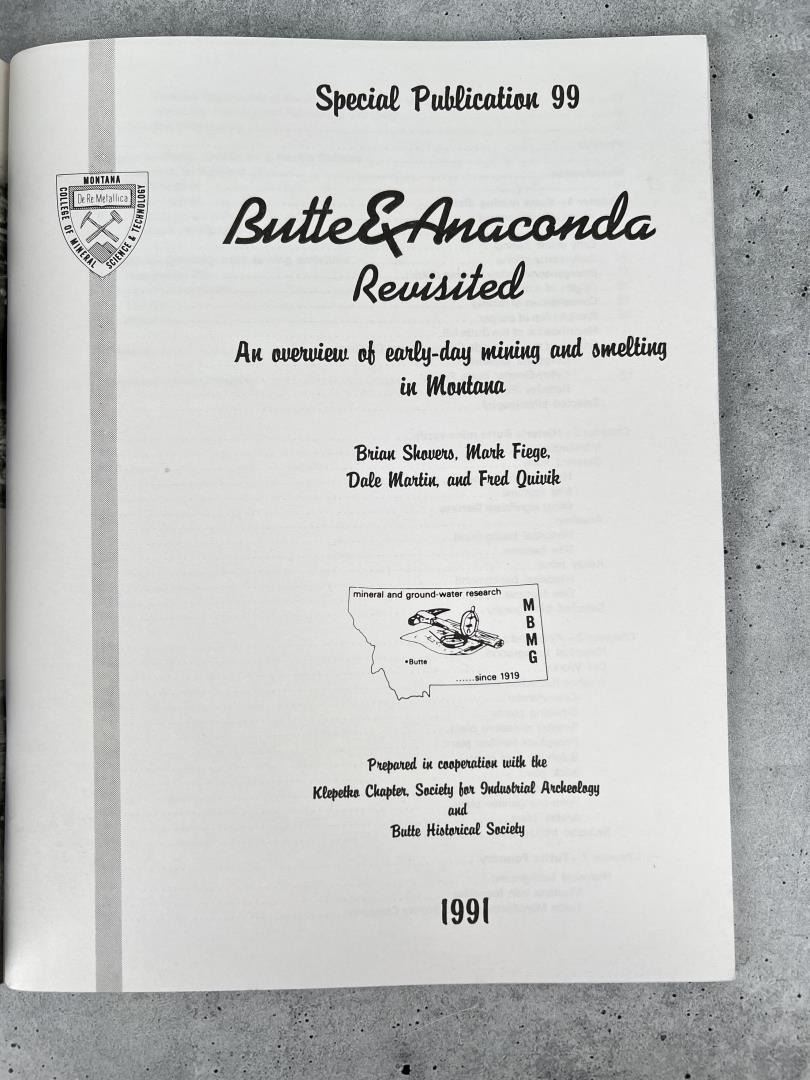 Special Publication 99
MONTANA
COLLEGE OF MINERAL
SCIENCE & TECHNOLOGY
De Re Metallica
Butte & Anaconda
Revisited
An overview of early-day mining and smelting
in Montana
Brian Shovers, Mark Fiege,
Dale Martin, and Fred Quivik
mineral and ground-water research
M
B
M
G
•Butte
......since 1919
Prepared in cooperation with the
Klepetko Chapter, Society for Industrial Archeology
and
Butte Historical Society
1991